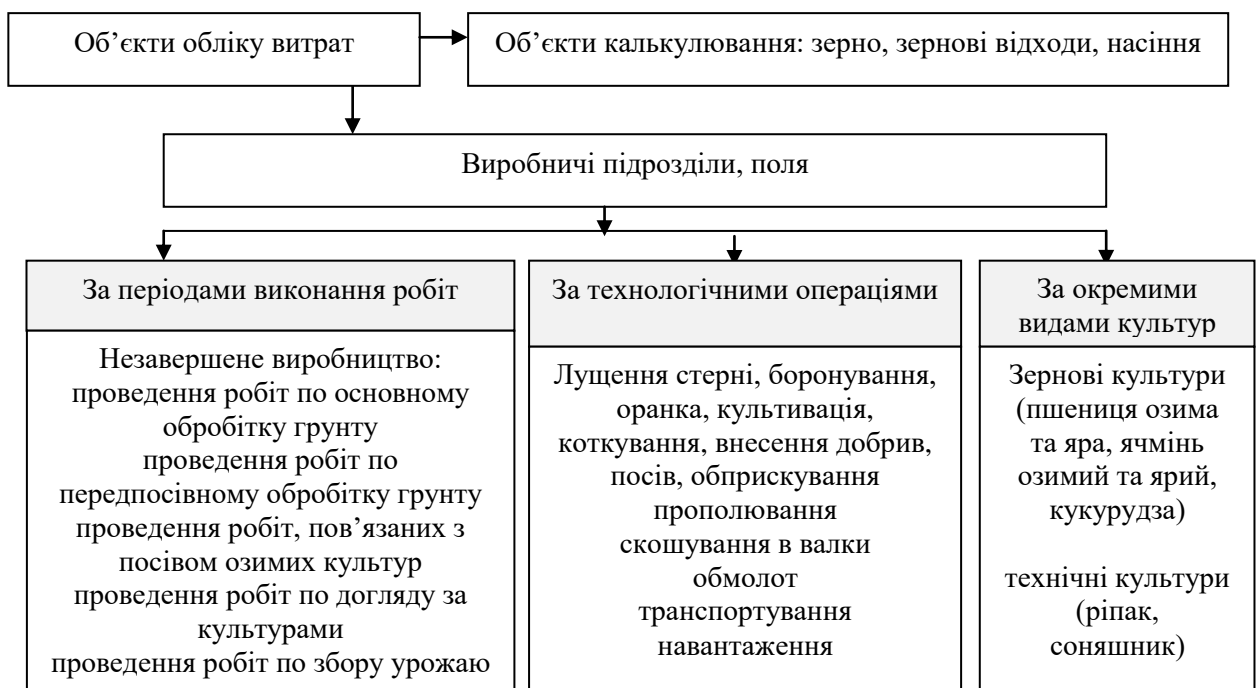 Об’єкти обліку витрат
Об’єкти калькулювання: зерно, зернові відходи, насіння
Виробничі підрозділи, поля
За періодами виконання робіт
Незавершене виробництво:
проведення робіт по основному
обробітку грунту
проведення робіт по
передпосівному обробітку грунту
проведення робіт, пов’язаних з
посівом озимих культур
проведення робіт по догляду за
культурами
проведення робіт по збору урожаю
За технологічними операціями
Лущення стерні, боронування,
оранка, культивація,
коткування, внесення добрив,
посів, обприскування
прополювання
скошування в валки
обмолот
транспортування
навантаження
За окремими
видами культур
Зернові культури
(пшениця озима
та яра, ячмінь
озимий та ярий,
кукурудза)
технічні культури
(ріпак,
соняшник)